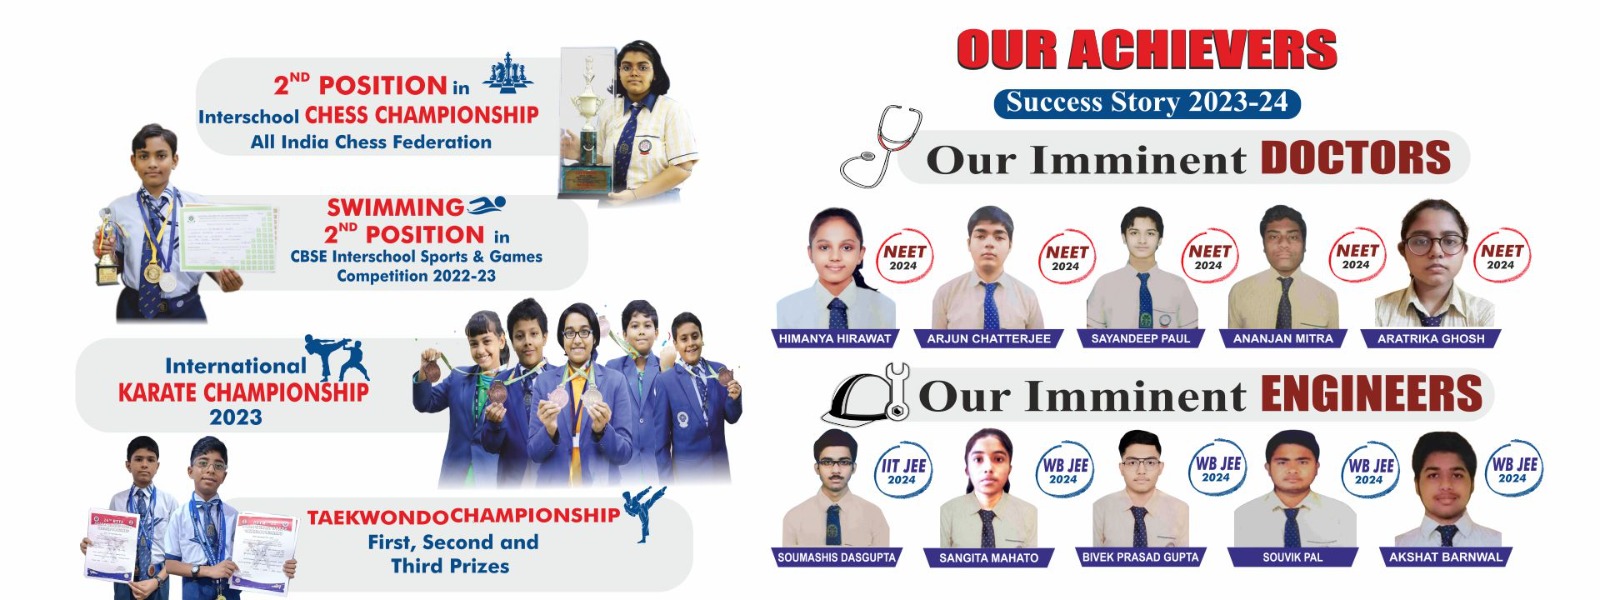 2ND POSITION in
Interschool CHESS CHAMPIONSHIP
All India Chess Federation
SWIMMING
2ND POSITION in
CBSE Interschool Sports & Games
Competition 2022-23
International
KARATE CHAMPIONSHIP
2023
TAEKWONDO CHAMPIONSHIP
First, Second and
Third Prizes
OUR ACHIEVERS
Success Story 2023-24
Our Imminent DOCTORS
NEET 2024
NEET 2024
NEET 2024
NEET 2024
NEET 2024
HIMANYA HIRAWAT
ARJUN CHATTERJEE
SAYANDEEP PAUL
ANANJAN MITRA
ARATRIKA GHOSH
Our Imminent ENGINEERS
IIT JEE 2024
WB JEE 2024
WB JEE 2024
WB JEE 2024
WB JEE 2024
SOUMASHIS DASGUPTA
SANGITA MAHATO
BIVEK PRASAD GUPTA
SOUVIK PAL
AKSHAT BARNWAL